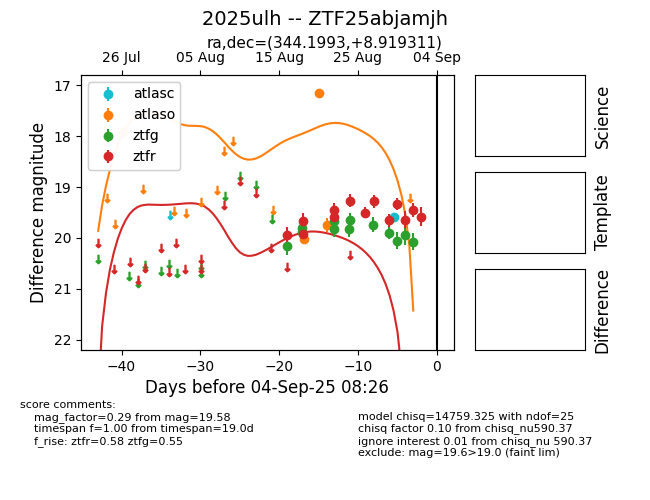 2025ulh -- ZTF25abjamjh
ra,dec=(344.1993,+8.919311)
26 Jul 05 Aug 15 Aug 25 Aug 04 Sep
17
18
19
20
21
22
Difference magnitude
atlasc
atlaso
ztfg
ztfr
−40 −30 −20 −10 0
Days before 04-Sep-25 08:26
Science
Template
Difference
score comments:
mag_factor=0.29 from mag=19.58
timespan f=1.00 from timespan=19.0d
f_rise: ztfr=0.58 ztfg=0.55
model chisq=14759.325 with ndof=25
chisq factor 0.10 from chisq_nu590.37
ignore interest 0.01 from chisq_nu 590.37
exclude: mag=19.6>19.0 (faint lim)